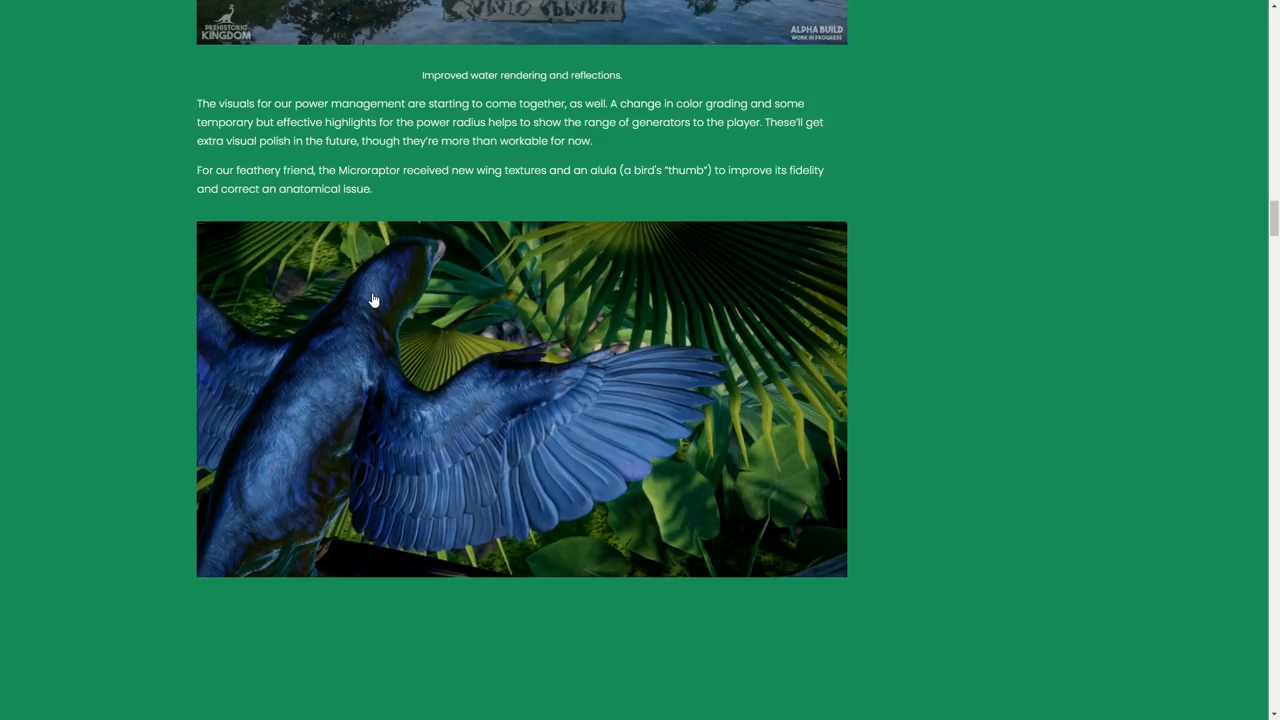 PREHISTORIC
KINGDOM
ALPHA BUILD
WORK IN PROGRESS
Improved water rendering and reflections.
The visuals for our power management are starting to come together, as well. A change in color grading and some
temporary but effective highlights for the power radius helps to show the range of generators to the player. These’ll get
extra visual polish in the future, though they’re more than workable for now.
For our feathery friend, the Microraptor received new wing textures and an alula (a bird’s “thumb”) to improve its fidelity
and correct an anatomical issue.